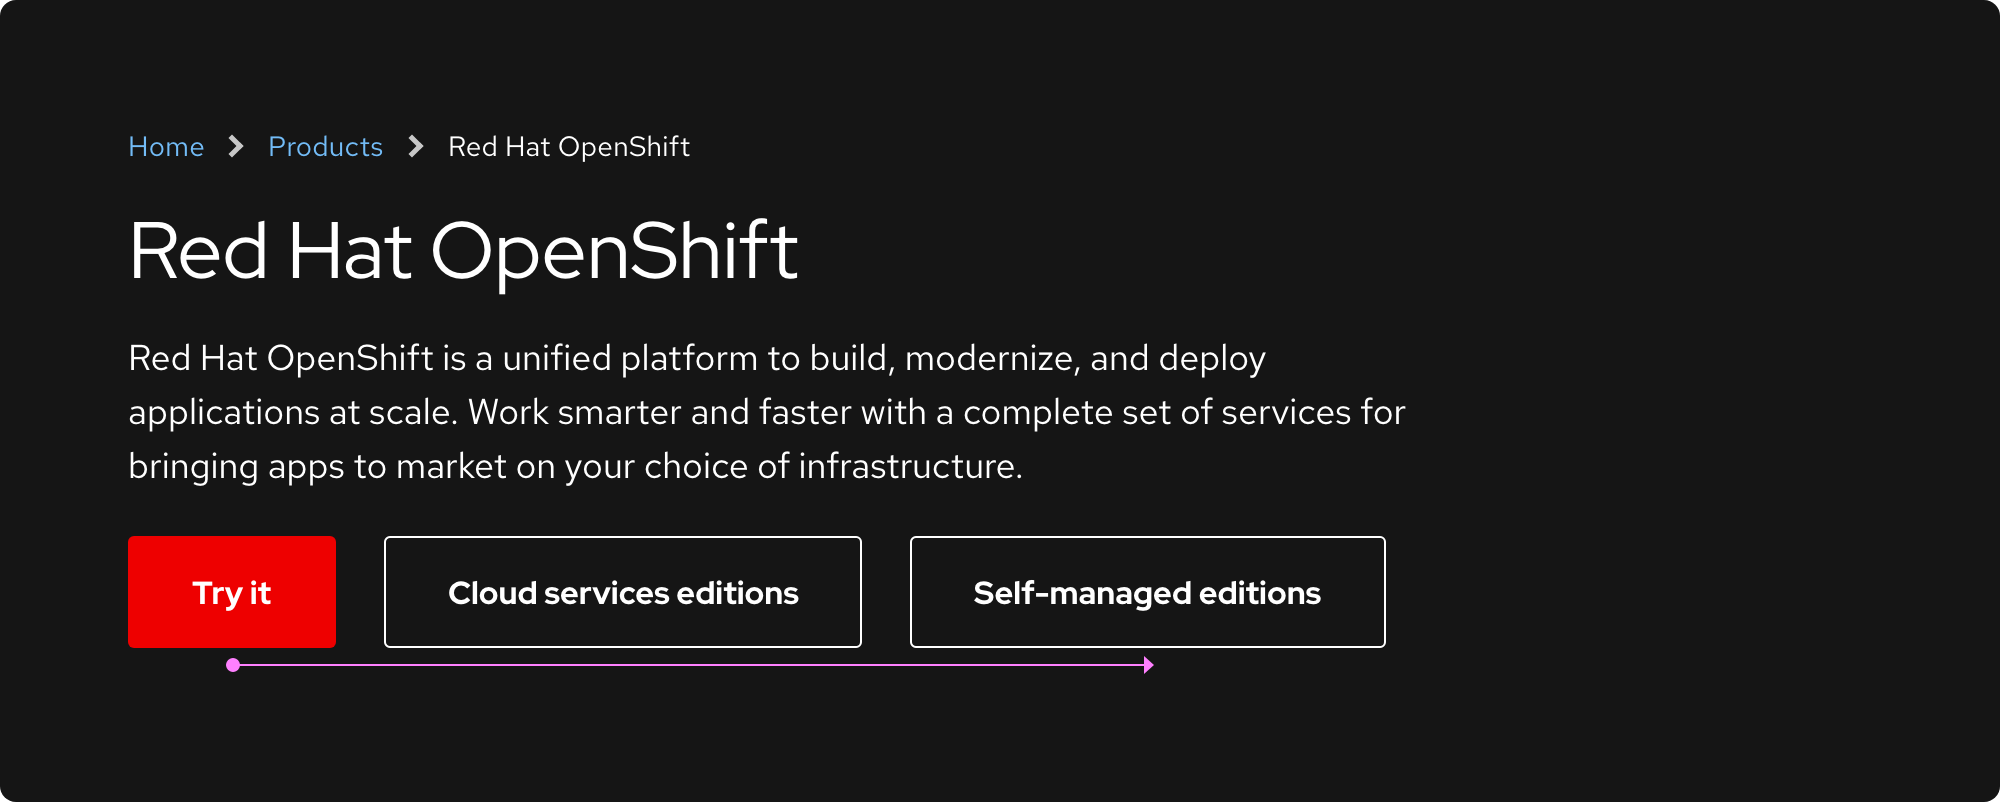 Home > Products > Red Hat OpenShift
Red Hat OpenShift
Red Hat OpenShift is a unified platform to build, modernize, and deploy
applications at scale. Work smarter and faster with a complete set of services for
bringing apps to market on your choice of infrastructure.
Try it Cloud services editions Self-managed editions